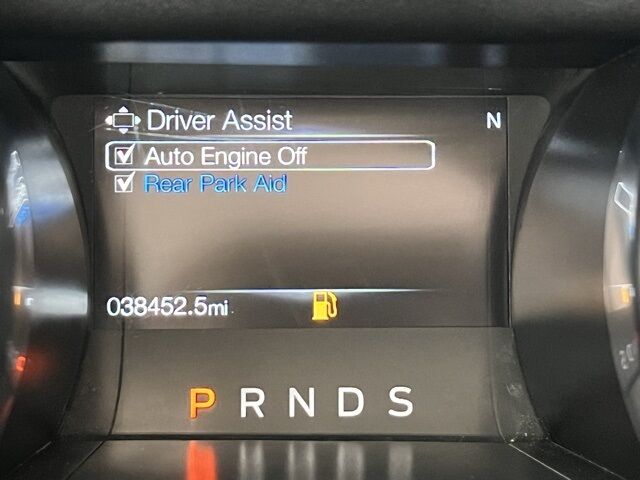 Driver Assist N
Auto Engine Off
Rear Park Aid
038452.5mi
P R N D S